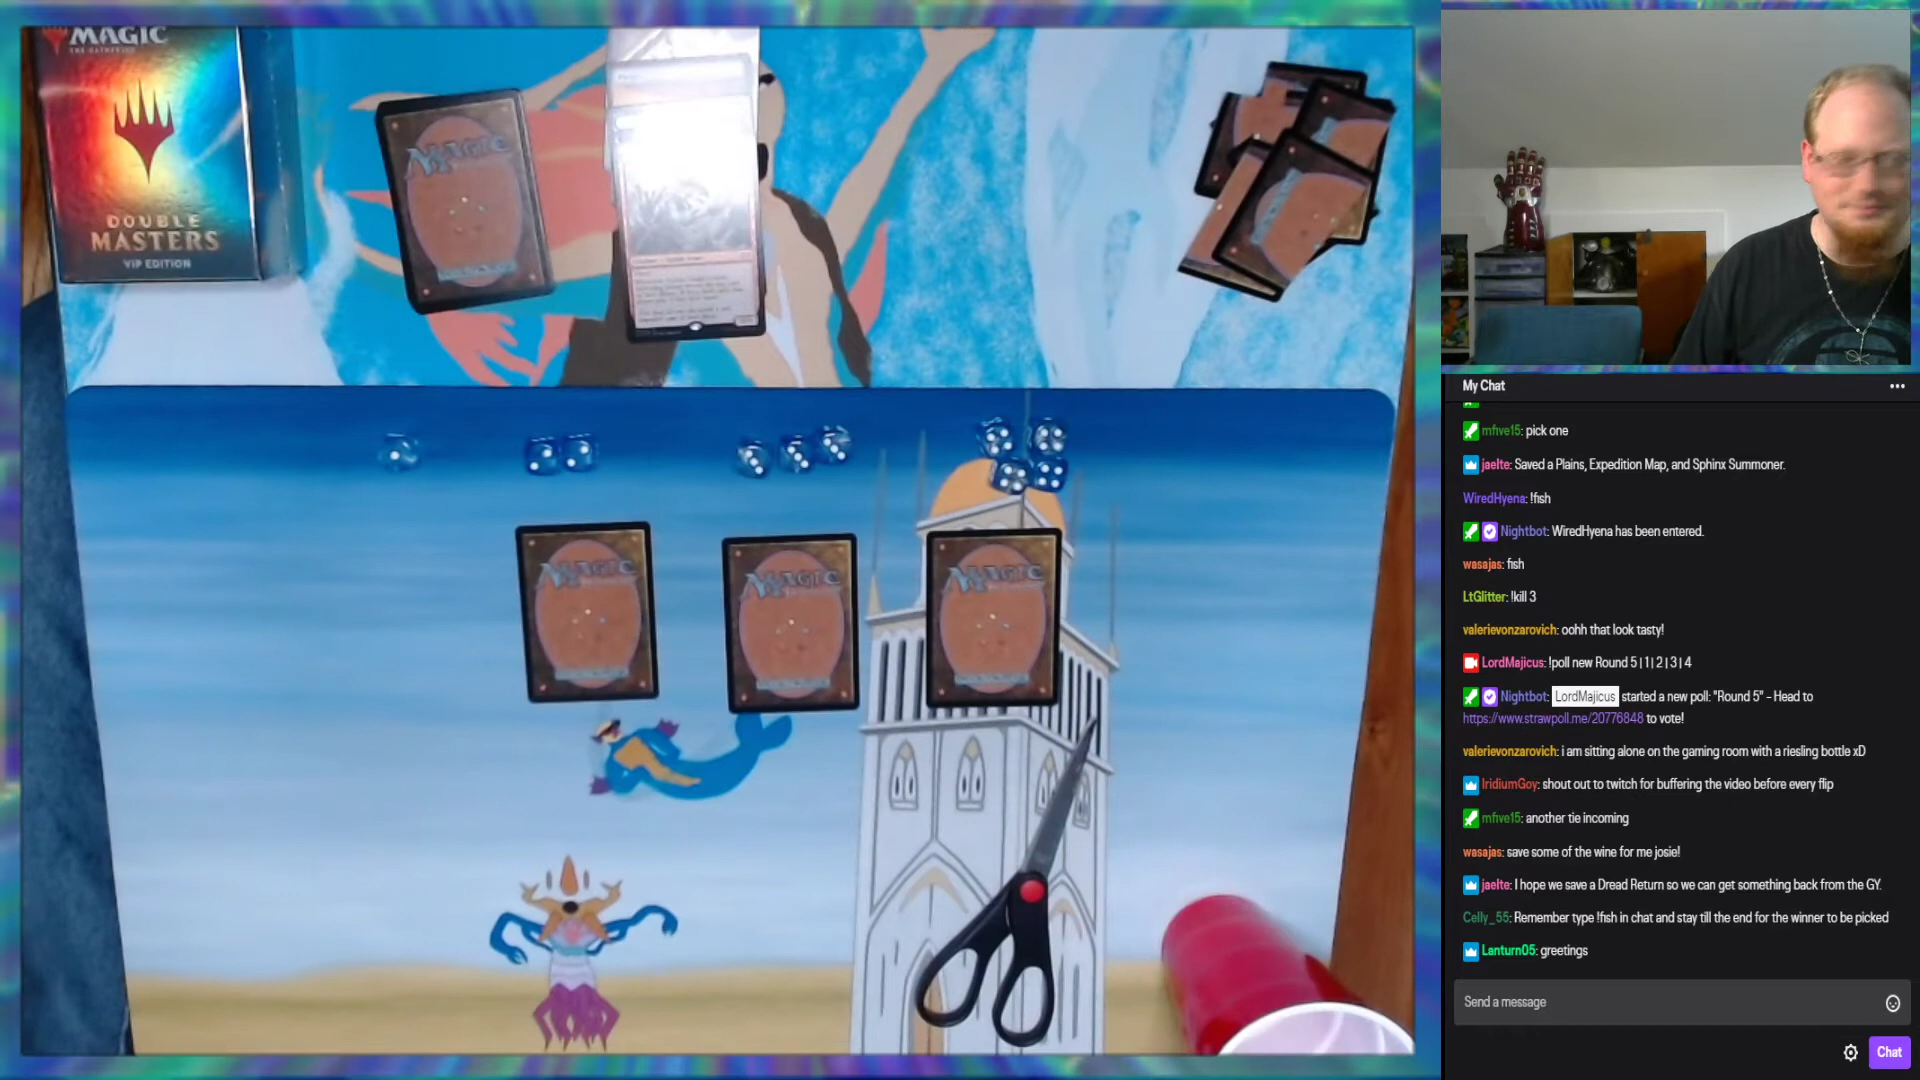 MAGIC
THE GATHERING
DOUBLE
MASTERS
VIP EDITION
MAGIC
MAGIC
MAGIC
MAGIC
My Chat
mfive15: pick one
jaelte: Saved a Plains, Expedition Map, and Sphinx Summoner.
WiredHyena: !fish
Nightbot: WiredHyena has been entered.
wasajas: fish
LtGlitter: !kill 3
valerievonzarovich: oohh that look tasty!
LordMajicus: !poll new Round 5 | 1 | 2 | 3 | 4
Nightbot: LordMajicus started a new poll: "Round 5" - Head to
https://www.strawpoll.me/20776848 to vote!
valerievonzarovich: i am sitting alone on the gaming room with a riesling bottle xD
IridiumGoy: shout out to twitch for buffering the video before every flip
mfive15: another tie incoming
wasajas: save some of the wine for me josie!
jaelte: I hope we save a Dread Return so we can get something back from the GY.
Celly_55: Remember type !fish in chat and stay till the end for the winner to be picked
Lanturn05: greetings
Send a message
Chat